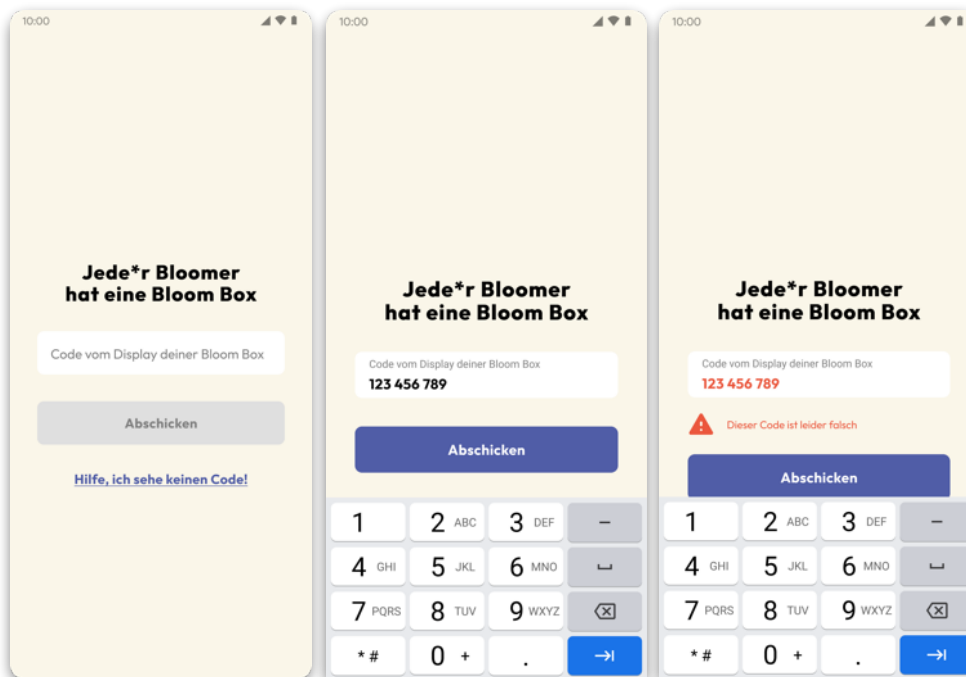 10:00
Jede*r Bloomer
hat eine Bloom Box
Code vom Display deiner Bloom Box
Abschicken
Hilfe, ich sehe keinen Code!
10:00
Jede*r Bloomer
hat eine Bloom Box
Code vom Display deiner Bloom Box
123 456 789
Abschicken
1 2 ABC 3 DEF –
4 GHI 5 JKL 6 MNO
7 PQRS 8 TUV 9 WXYZ
* # 0 + .
10:00
Jede*r Bloomer
hat eine Bloom Box
Code vom Display deiner Bloom Box
123 456 789
Dieser Code ist leider falsch
Abschicken
1 2 ABC 3 DEF –
4 GHI 5 JKL 6 MNO
7 PQRS 8 TUV 9 WXYZ
* # 0 + .